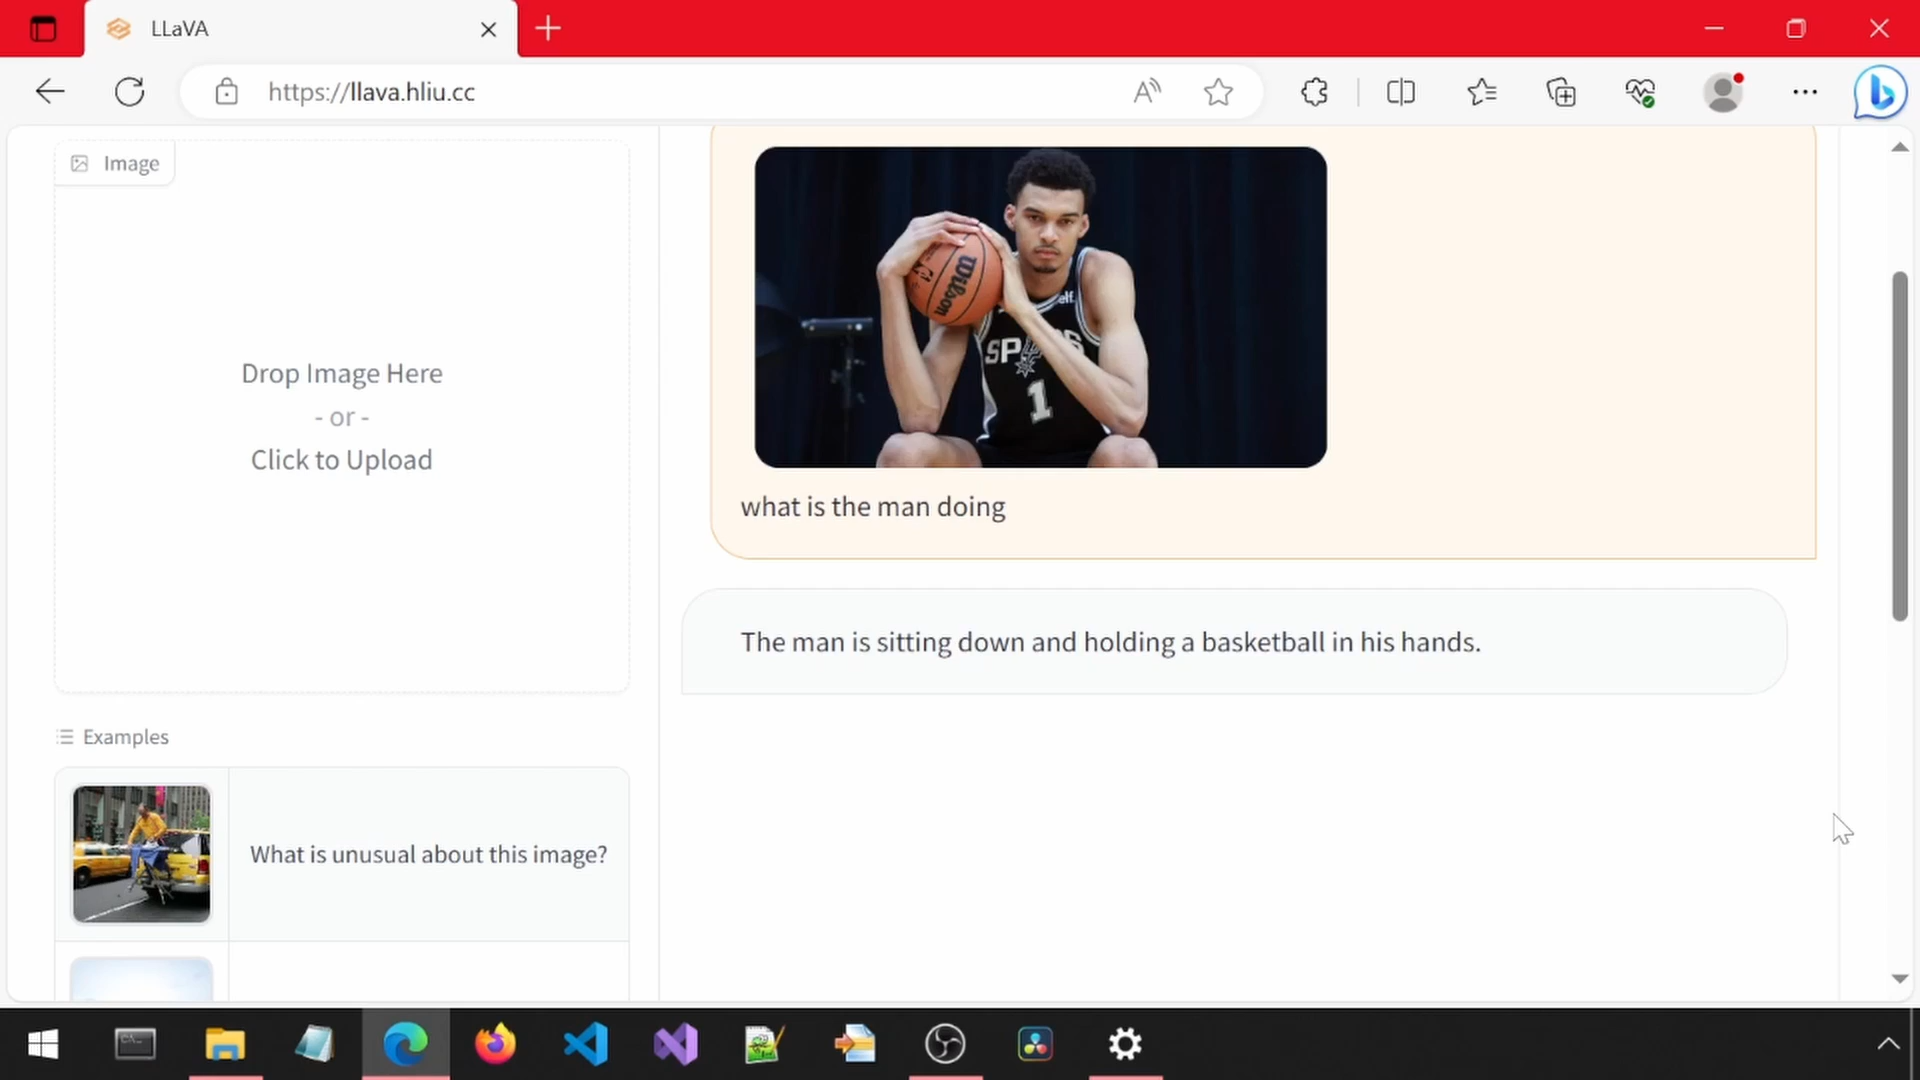 LLaVA
https://llava.hliu.cc
Image
Drop Image Here
- or -
Click to Upload
Examples
What is unusual about this image?
Wilson
elf.
SPURS
1
what is the man doing
The man is sitting down and holding a basketball in his hands.